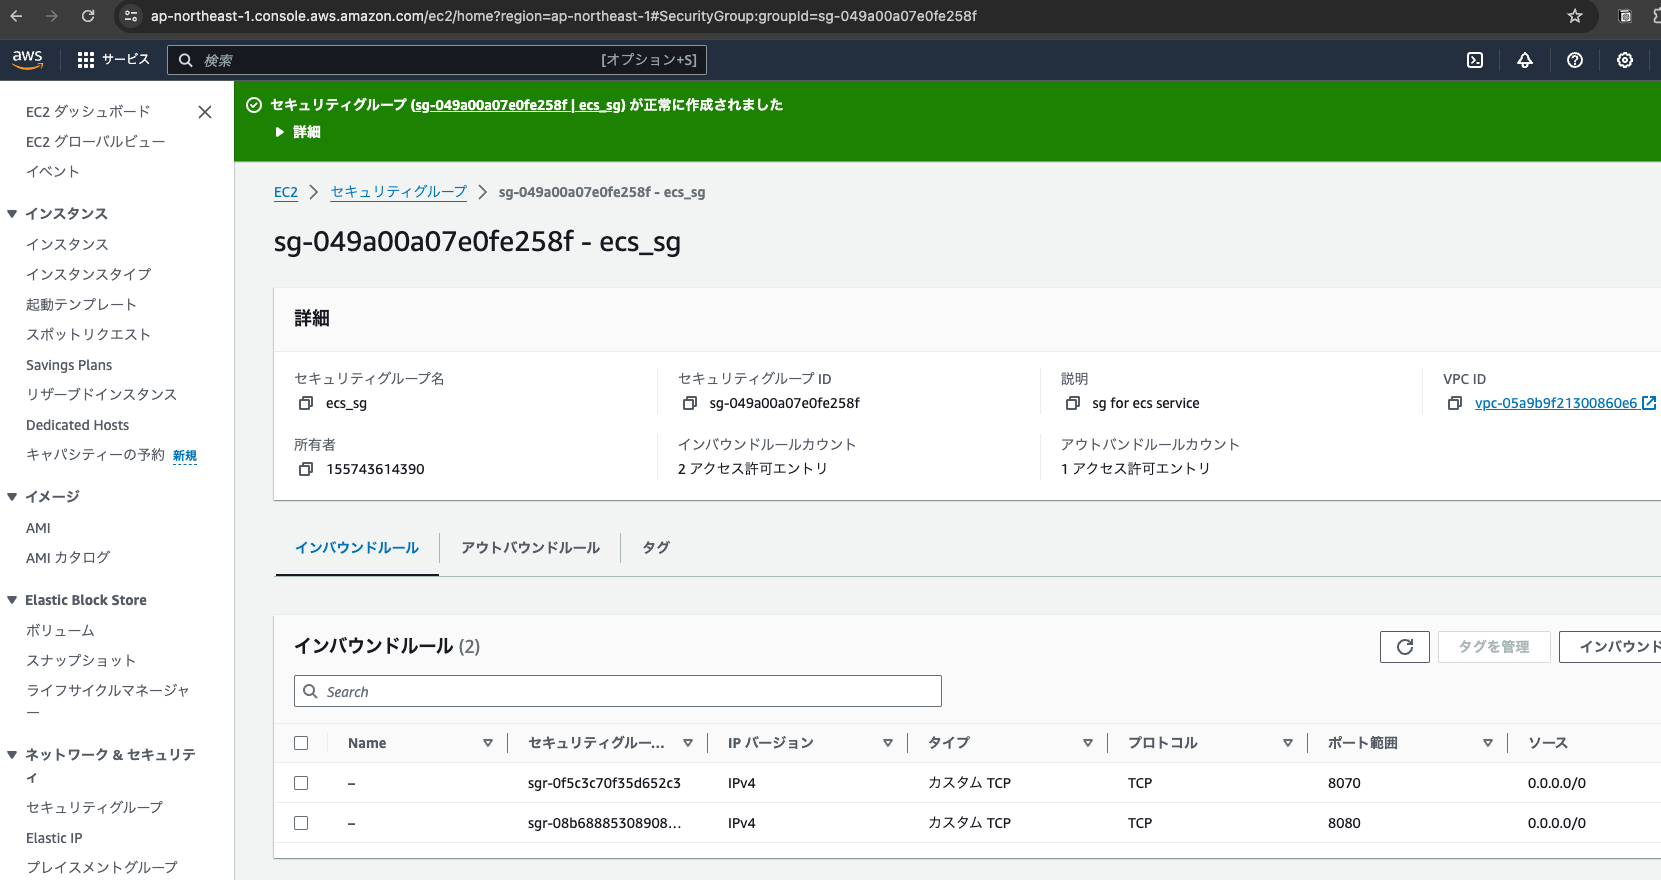 ap-northeast-1.console.aws.amazon.com/ec2/home?region=ap-northeast-1#SecurityGroup:groupId=sg-049a00a07e0fe258f
aws
サービス
検索
[オプション+S]
EC2 ダッシュボード
EC2 グローバルビュー
イベント
インスタンス
インスタンス
インスタンスタイプ
起動テンプレート
スポットリクエスト
Savings Plans
リザーブドインスタンス
Dedicated Hosts
キャパシティーの予約 新規
イメージ
AMI
AMI カタログ
Elastic Block Store
ボリューム
スナップショット
ライフサイクルマネージャ
ー
ネットワーク & セキュリテ
ィ
セキュリティグループ
Elastic IP
プレイスメントグループ
セキュリティグループ (sg-049a00a07e0fe258f | ecs_sg) が正常に作成されました
詳細
EC2 セキュリティグループ sg-049a00a07e0fe258f - ecs_sg
sg-049a00a07e0fe258f - ecs_sg
詳細
セキュリティグループ名
ecs_sg
セキュリティグループ ID
sg-049a00a07e0fe258f
説明
sg for ecs service
VPC ID
vpc-05a9b9f21300860e6
所有者
155743614390
インバウンドルールカウント
2 アクセス許可エントリ
アウトバンドルールカウント
1 アクセス許可エントリ
インバウンドルール アウトバウンドルール タグ
インバウンドルール (2)
タグを管理
インバウンド
Search
Name セキュリティグルー... IP バージョン タイプ プロトコル ポート範囲 ソース
– sgr-0f5c3c70f35d652c3 IPv4 カスタム TCP TCP 8070 0.0.0.0/0
– sgr-08b68885308908... IPv4 カスタム TCP TCP 8080 0.0.0.0/0